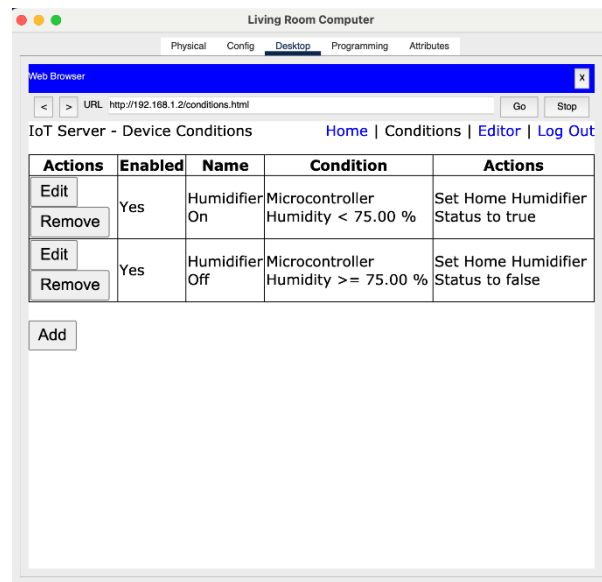 Living Room Computer
Physical Config Desktop Programming Attributes
Web Browser X
< > URL http://192.168.1.2/conditions.html Go Stop
IoT Server - Device Conditions Home | Conditions | Editor | Log Out
Actions Enabled Name Condition Actions
Edit
Remove
Yes
Humidifier
On
Microcontroller
Humidity < 75.00 %
Set Home Humidifier
Status to true
Edit
Remove
Yes
Humidifier
Off
Microcontroller
Humidity >= 75.00 %
Set Home Humidifier
Status to false
Add